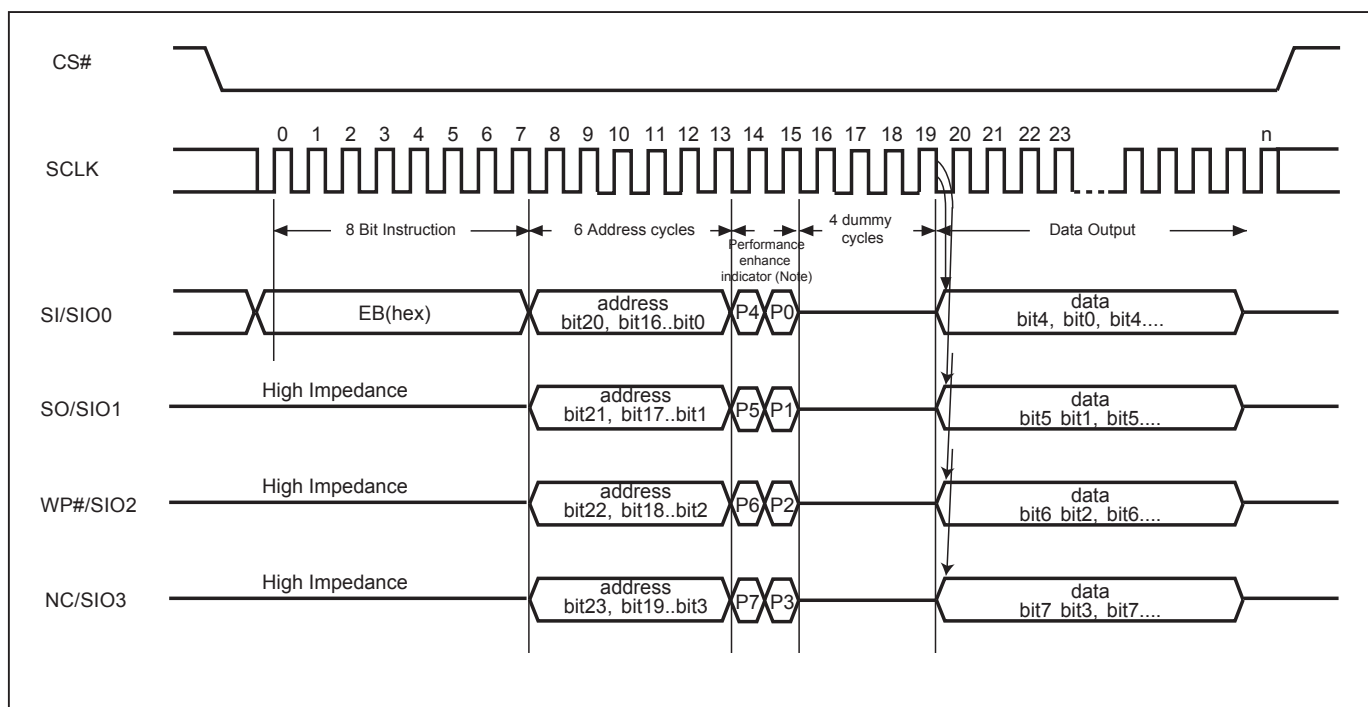 CS#
0 1 2 3 4 5 6 7 8 9 10 11 12 13 14 15 16 17 18 19 20 21 22 23 n
SCLK
8 Bit Instruction 6 Address cycles Performance enhance indicator (Note) 4 dummy cycles Data Output
SI/SIO0
EB(hex)
address
bit20, bit16..bit0
P4 P0
data
bit4, bit0, bit4....
SO/SIO1
High Impedance
address
bit21, bit17..bit1
P5 P1
data
bit5 bit1, bit5....
WP#/SIO2
High Impedance
address
bit22, bit18..bit2
P6 P2
data
bit6 bit2, bit6....
NC/SIO3
High Impedance
address
bit23, bit19..bit3
P7 P3
data
bit7 bit3, bit7....